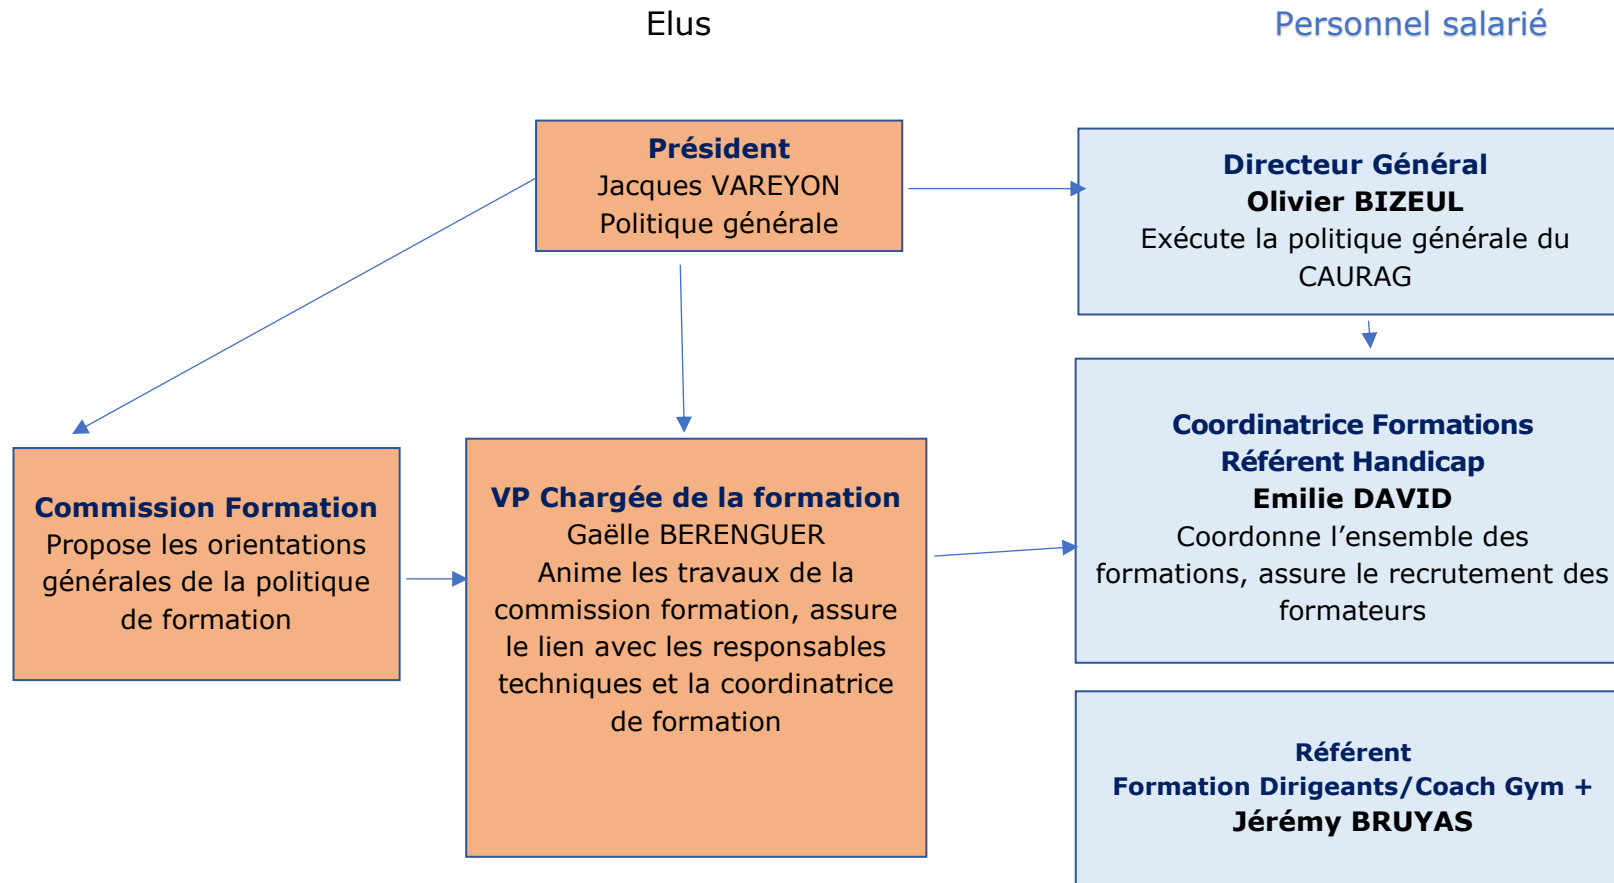 Elus
Personnel salarié
Président
Jacques VAREYON
Politique générale
Directeur Général
Olivier BIZEUL
Exécute la politique générale du
CAURAG
Commission Formation
Propose les orientations
générales de la politique
de formation
VP Chargée de la formation
Gaëlle BERENGUER
Anime les travaux de la
commission formation, assure
le lien avec les responsables
techniques et la coordinatrice
de formation
Coordinatrice Formations
Référent Handicap
Emilie DAVID
Coordonne l’ensemble des
formations, assure le recrutement des
formateurs
Référent
Formation Dirigeants/Coach Gym +
Jérémy BRUYAS